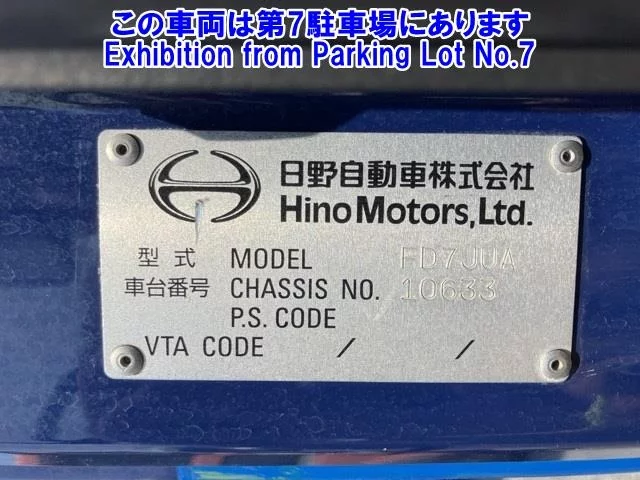 この車両は第7駐車場にあります
Exhibition from Parking Lot No.7
日野自動車株式会社
Hino Motors, Ltd.
型式 MODEL FD7JUA
車台番号 CHASSIS NO. 10633
P.S. CODE
VTA CODE / /